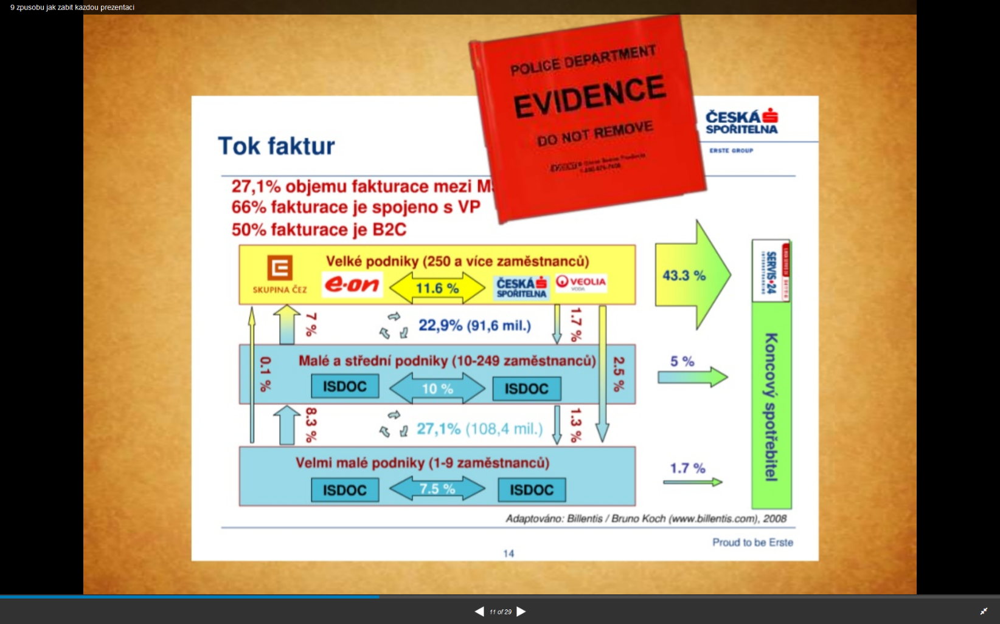 9 zpusobu jak zabit kazdou prezentaci
POLICE DEPARTMENT
EVIDENCE
DO NOT REMOVE
ČESKÁ
SPOŘITELNA
ERSTE GROUP
Tok faktur
27,1% objemu fakturace mezi
66% fakturace je spojeno s VP
50% fakturace je B2C
Velké podniky (250 a více zaměstnanců)
SKUPINA ČEZ
e·on
11.6 %
ČESKÁ
SPOŘITELNA
VEOLIA
VODA
43.3 %
SERVIS 24
7 %
22,9% (91,6 mil.)
1.7 %
0.1 %
Malé a střední podniky (10-249 zaměstnanců)
ISDOC
10 %
ISDOC
2.5 %
5 %
Koncový spotřebitel
8.3 %
27,1% (108,4 mil.)
1.3 %
Velmi malé podniky (1-9 zaměstnanců)
ISDOC
7.5 %
ISDOC
1.7 %
Adaptováno: Billentis / Bruno Koch (www.billentis.com), 2008
Proud to be Erste
14
11 of 29